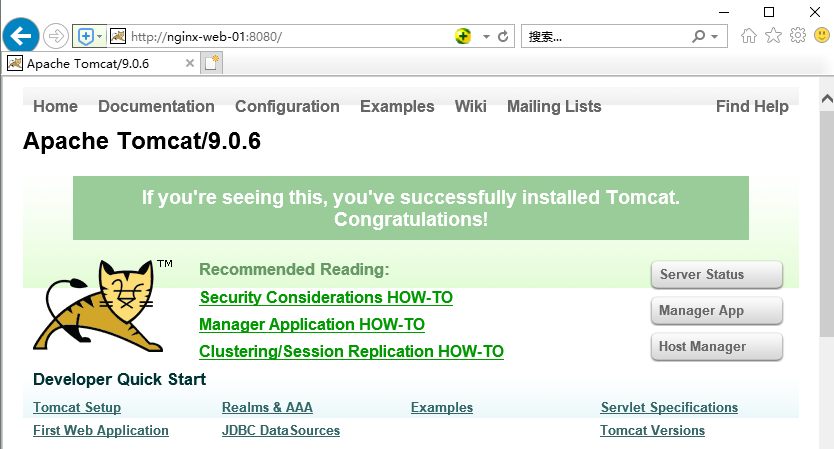 http://nginx-web-01:8080/
搜索...
Apache Tomcat/9.0.6
Home Documentation Configuration Examples Wiki Mailing Lists Find Help
Apache Tomcat/9.0.6
If you're seeing this, you've successfully installed Tomcat.
Congratulations!
TM
Recommended Reading:
Security Considerations HOW-TO
Manager Application HOW-TO
Clustering/Session Replication HOW-TO
Server Status
Manager App
Host Manager
Developer Quick Start
Tomcat Setup Realms & AAA Examples Servlet Specifications
First Web Application JDBC DataSources Tomcat Versions